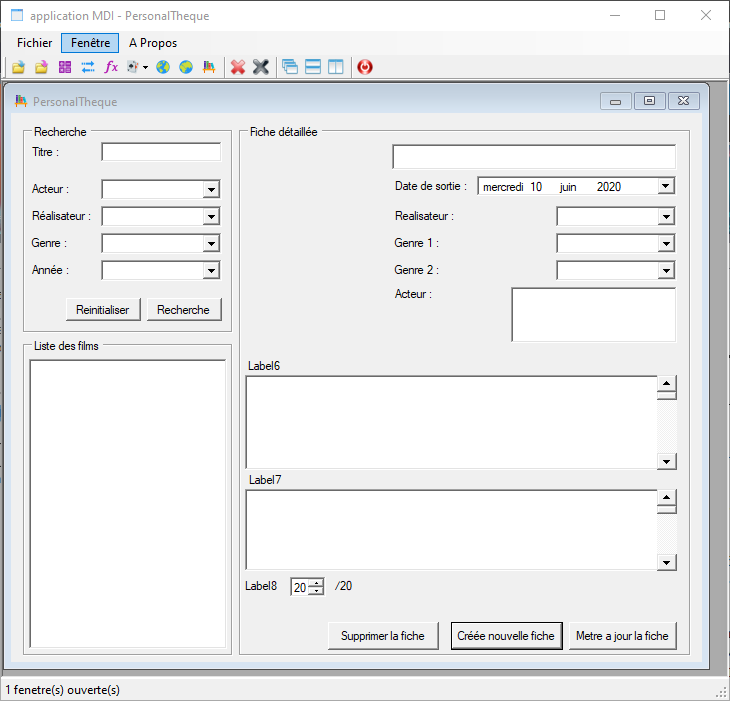 application MDI - PersonalTheque
Fichier Fenêtre A Propos
fx
PersonalTheque
Recherche
Titre :
Acteur :
Réalisateur :
Genre :
Année :
Reinitialiser Recherche
Liste des films
Fiche détaillée
Date de sortie : mercredi 10 juin 2020
Realisateur :
Genre 1 :
Genre 2 :
Acteur :
Label6
Label7
Label8 20 /20
Supprimer la fiche Créée nouvelle fiche Metre a jour la fiche
1 fenetre(s) ouverte(s)